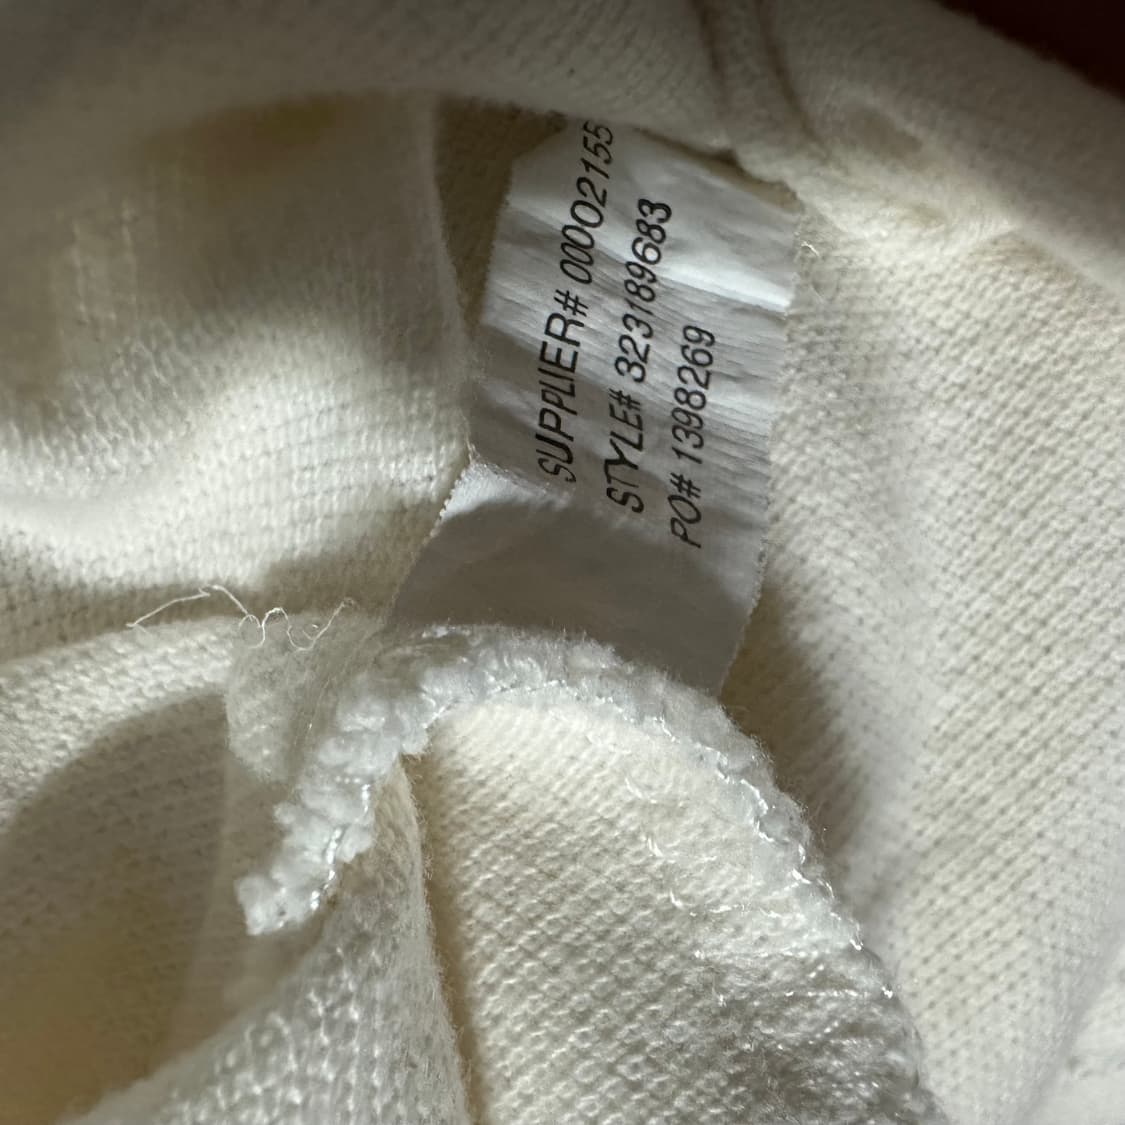 SUPPLIER# 00002155
STYLE# 323189683
PO# 1398269